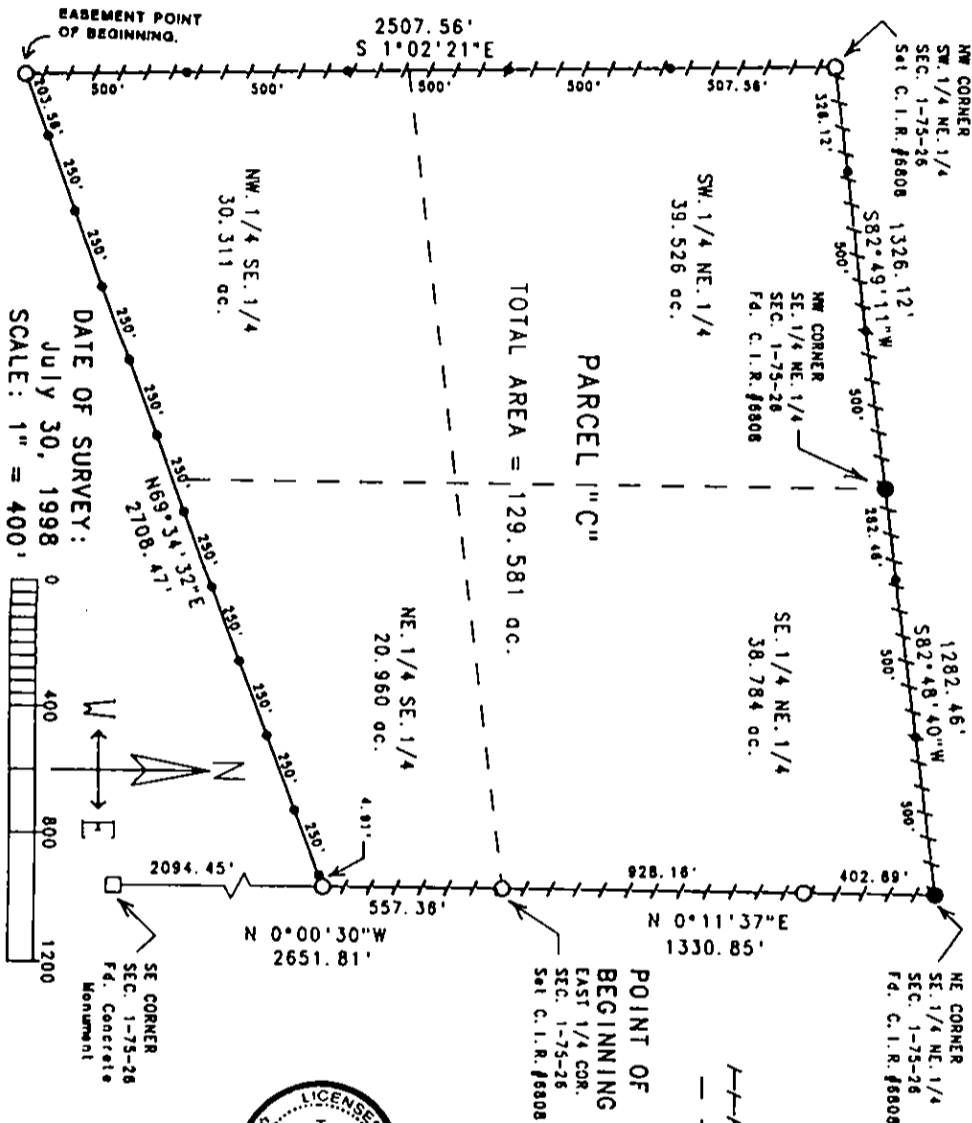 EASEMENT POINT
OF BEGINNING.
2507.56'
S 1°02'21"E
500'
500'
500'
500'
507.56'
NW CORNER
SW. 1/4 NE. 1/4
SEC. 1-75-26
Set C.I.R. #6808
326.12'
1326.12'
S82°49'11"W
500'
500'
NW CORNER
SE. 1/4 NE. 1/4
SEC. 1-75-26
Fd. C.I.R. #6808
282.46'
1282.46'
S82°48'40"W
500'
500'
NE CORNER
SE. 1/4 NE. 1/4
SEC. 1-75-26
Fd. C.I.R. #6808
SW. 1/4 NE. 1/4
39.526 ac.
NW. 1/4 SE. 1/4
30.311 ac.
PARCEL "C"
TOTAL AREA = 129.581 ac.
SE. 1/4 NE. 1/4
38.784 ac.
NE. 1/4 SE. 1/4
20.960 ac.
203.56'
250'
250'
250'
250'
250'
250'
250'
250'
250'
250'
4.91'
N69°34'32"E
2708.47'
2094.45'
557.36'
928.16'
402.69'
N 0°00'30"W
2651.81'
N 0°11'37"E
1330.85'
POINT OF
BEGINNING
EAST 1/4 COR.
SEC. 1-75-26
Set C.I.R. #6808
SE CORNER
SEC. 1-75-26
Fd. Concrete
Monument
DATE OF SURVEY:
July 30, 1998
SCALE: 1" = 400'
0 400 800 1200
W E
N
LICENSE